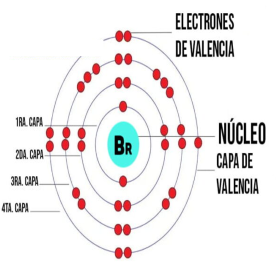 ELECTRONES
DE VALENCIA
1RA. CAPA
BR
NÚCLEO
2DA. CAPA
CAPA DE
VALENCIA
3RA. CAPA
4TA. CAPA